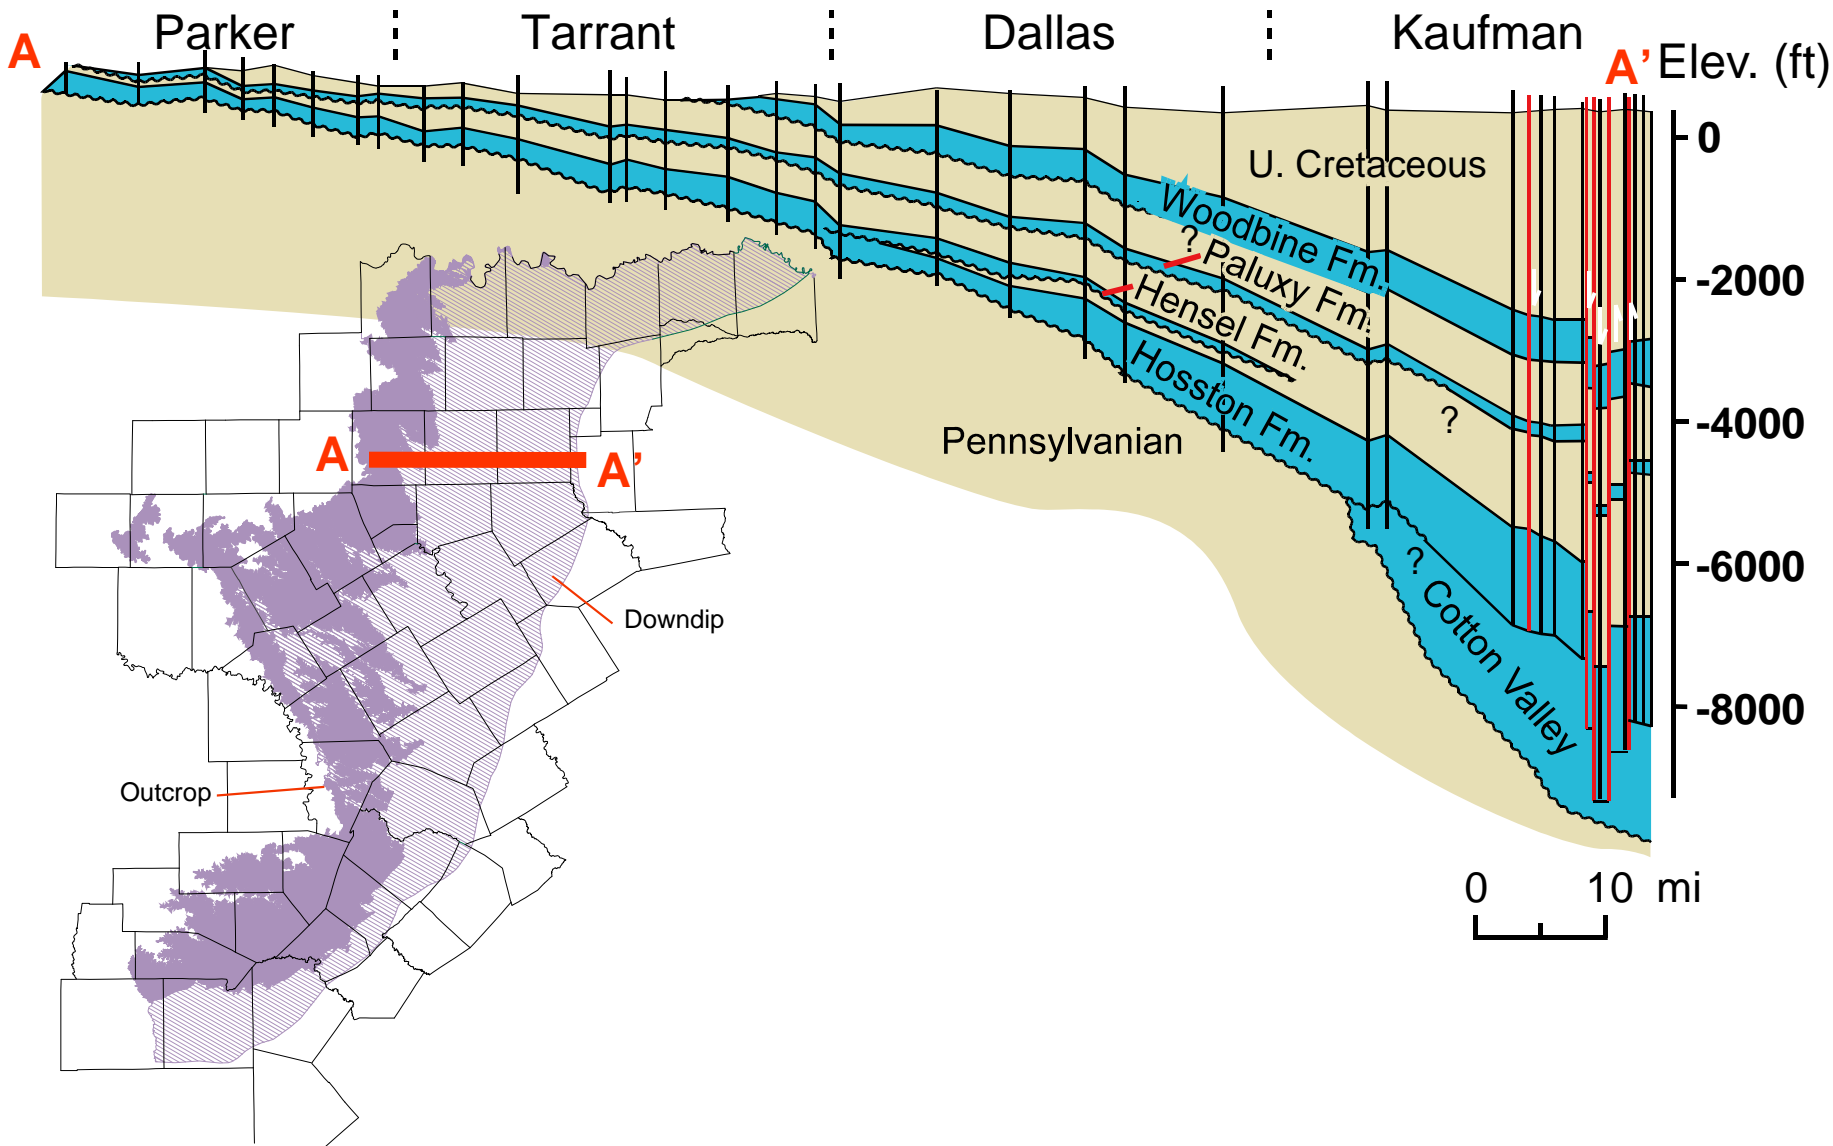 Parker
Tarrant
Dallas
Kaufman
A
A’
Elev. (ft)
0
-2000
-4000
-6000
-8000
U. Cretaceous
Woodbine Fm.
?
Paluxy Fm.
Hensel Fm.
Hosston Fm.
?
Pennsylvanian
?
Cotton Valley
A
A’
Downdip
Outcrop
0 10 mi